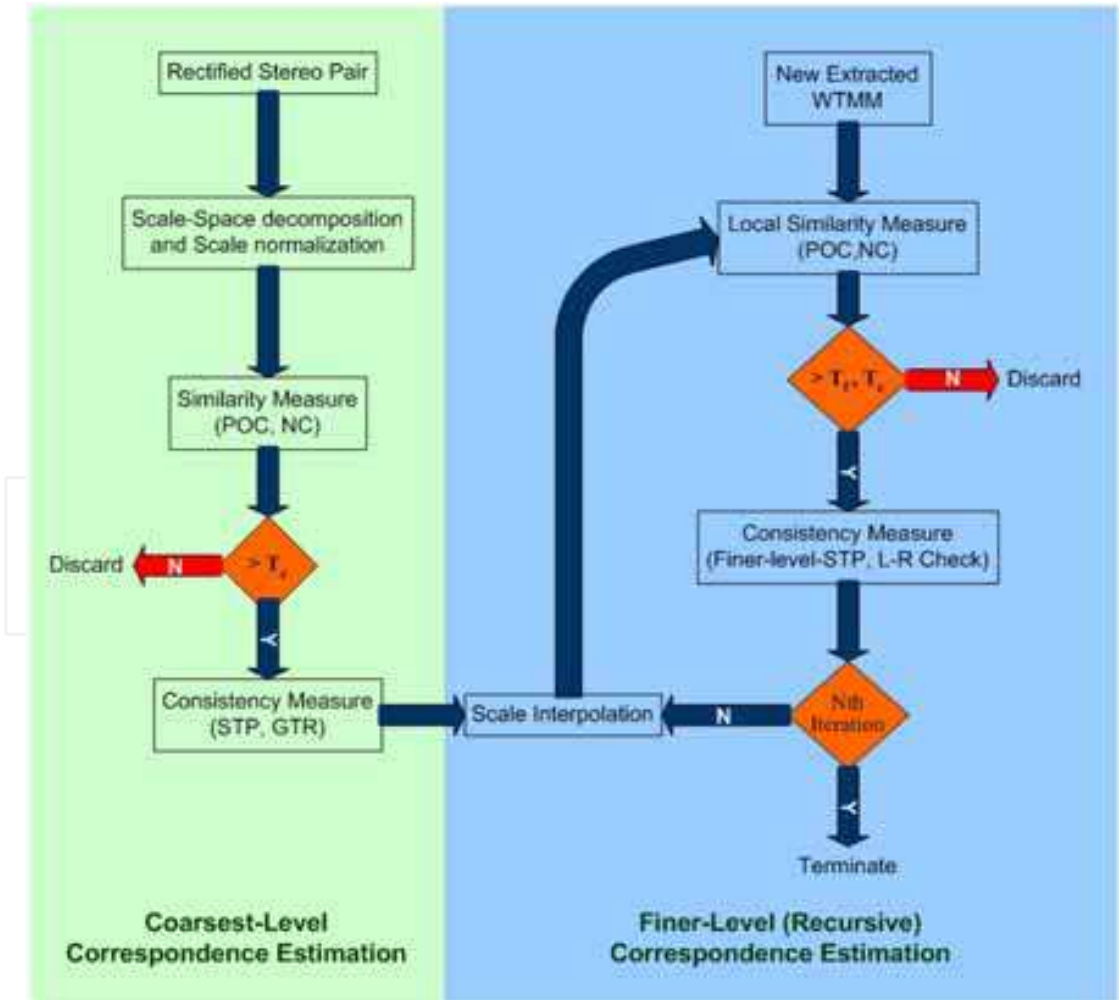 Rectified Stereo Pair
Scale-Space decomposition
and Scale normalization
Similarity Measure
(POC, NC)
> T
Discard
N
Y
Consistency Measure
(STP, GTR)
Coarsest-Level
Correspondence Estimation
New Extracted
WTMM
Local Similarity Measure
(POC,NC)
> T , T
N
Discard
Y
Consistency Measure
(Finer-level-STP, L-R Check)
Nth
Iteration
N
Scale Interpolation
Y
Terminate
Finer-Level (Recursive)
Correspondence Estimation